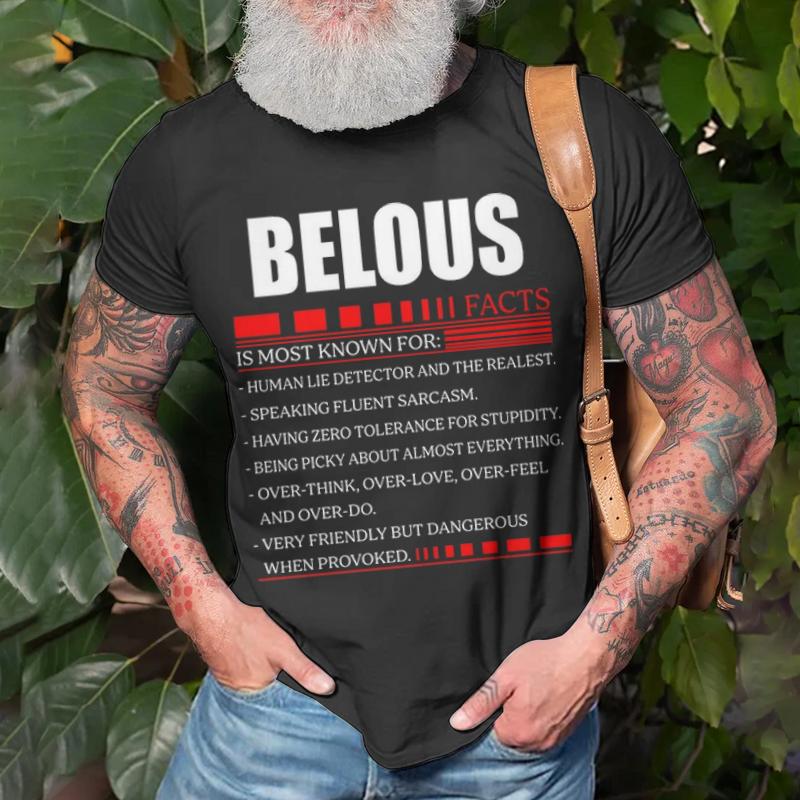 BELOUS
FACTS
IS MOST KNOWN FOR:
- HUMAN LIE DETECTOR AND THE REALEST.
- SPEAKING FLUENT SARCASM.
- HAVING ZERO TOLERANCE FOR STUPIDITY.
- BEING PICKY ABOUT ALMOST EVERYTHING.
- OVER-THINK, OVER-LOVE, OVER-FEEL
AND OVER-DO.
- VERY FRIENDLY BUT DANGEROUS
WHEN PROVOKED.